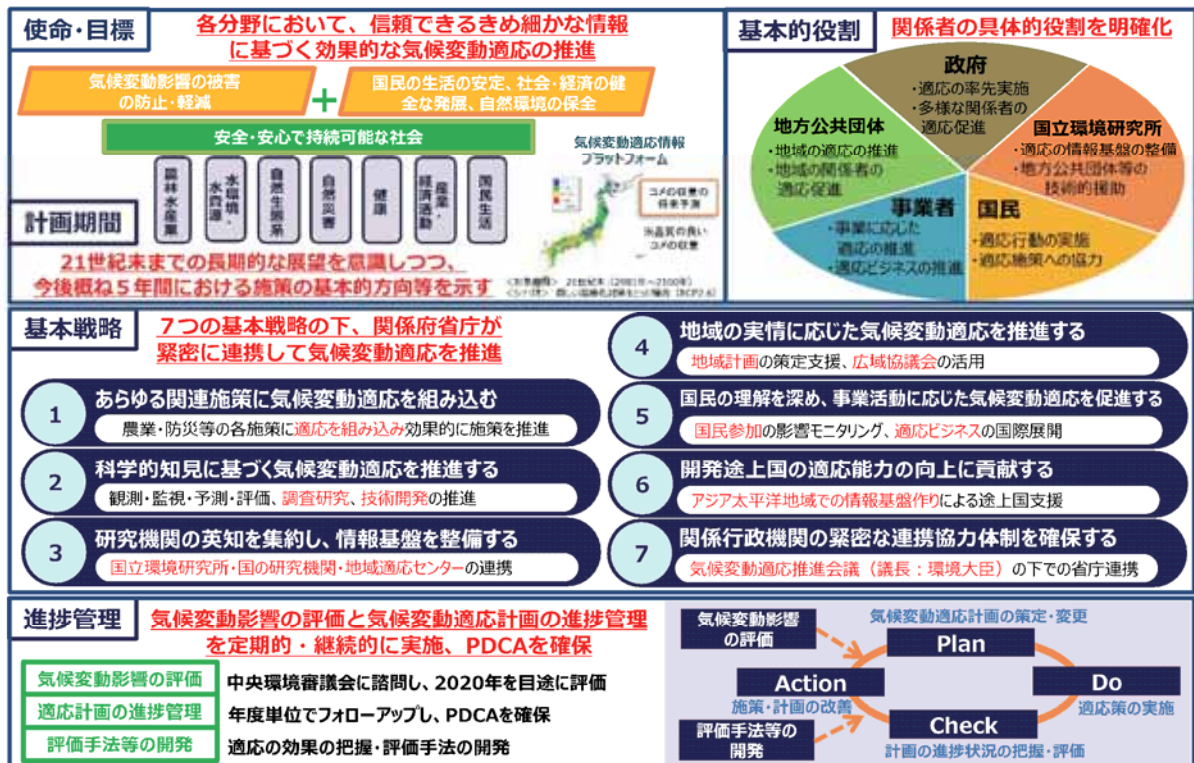 使命・目標
各分野において、信頼できるきめ細かな情報
に基づく効果的な気候変動適応の推進
気候変動影響の被害
の防止・軽減
+
国民の生活の安定、社会・経済の健
全な発展、自然環境の保全
安全・安心で持続可能な社会
農林水産業
水環境・
水資源
自然生態系
自然災害
健康
産業・
経済活動
国民生活
気候変動適応情報
プラットフォーム
コメの収量の
将来予測
品質の良い
コメの収量
計画期間
21世紀末までの長期的な展望を意識しつつ、
今後概ね５年間における施策の基本的方向等を示す
基本的役割
関係者の具体的役割を明確化
政府
・適応の率先実施
・多様な関係者の
適応促進
地方公共団体
・地域の適応の推進
・地域の関係者の
適応促進
国立環境研究所
・適応の情報基盤の整備
・地方公共団体等の
技術的援助
事業者
・事業に応じた
適応の推進
・適応ビジネスの推進
国民
・適応行動の実施
・適応施策への協力
基本戦略
７つの基本戦略の下、関係府省庁が
緊密に連携して気候変動適応を推進
1
あらゆる関連施策に気候変動適応を組み込む
農業・防災等の各施策に適応を組み込み効果的に施策を推進
2
科学的知見に基づく気候変動適応を推進する
観測・監視・予測・評価、調査研究、技術開発の推進
3
研究機関の英知を集約し、情報基盤を整備する
国立環境研究所・国の研究機関・地域適応センターの連携
4
地域の実情に応じた気候変動適応を推進する
地域計画の策定支援、広域協議会の活用
5
国民の理解を深め、事業活動に応じた気候変動適応を促進する
国民参加の影響モニタリング、適応ビジネスの国際展開
6
開発途上国の適応能力の向上に貢献する
アジア太平洋地域での情報基盤作りによる途上国支援
7
関係行政機関の緊密な連携協力体制を確保する
気候変動適応推進会議（議長：環境大臣）の下での省庁連携
進捗管理
気候変動影響の評価と気候変動適応計画の進捗管理
を定期的・継続的に実施、PDCAを確保
気候変動影響の評価
中央環境審議会に諮問し、2020年を目途に評価
適応計画の進捗管理
年度単位でフォローアップし、PDCAを確保
評価手法等の開発
適応の効果の把握・評価手法の開発
気候変動影響
の評価
気候変動適応計画の策定・変更
Plan
Action
施策・計画の改善
Do
適応策の実施
Check
計画の進捗状況の把握・評価
評価手法等の
開発